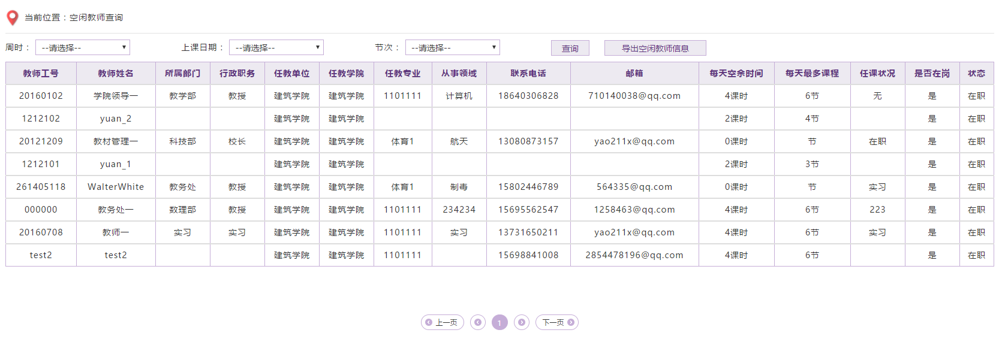 当前位置：空闲教师查询
周时： --请选择-- 上课日期： --请选择-- 节次： --请选择-- 查询 导出空闲教师信息
教师工号 教师姓名 所属部门 行政职务 任教单位 任教学院 任教专业 从事领域 联系电话 邮箱 每天空余时间 每天最多课程 任课状况 是否在岗 状态
20160102 学院领导一 教学部 教授 建筑学院 建筑学院 1101111 计算机 18640306828 710140038@qq.com 4课时 6节 无 是 在职
1212102 yuan_2 建筑学院 建筑学院 2课时 4节 是 在职
20121209 教材管理一 科技部 校长 建筑学院 建筑学院 体育1 航天 13080873157 yao211x@qq.com 0课时 节 在职 是 在职
1212101 yuan_1 建筑学院 建筑学院 2课时 3节 是 在职
261405118 WalterWhite 教务处 教授 建筑学院 建筑学院 体育1 制毒 15802446789 564335@qq.com 0课时 节 实习 是 在职
000000 教务处一 数理部 教授 建筑学院 建筑学院 1101111 234234 15695562547 1258463@qq.com 4课时 6节 223 是 在职
20160708 教师一 实习 实习 建筑学院 建筑学院 1101111 实习 13731650211 yao211x@qq.com 4课时 6节 实习 是 在职
test2 test2 建筑学院 建筑学院 1101111 15698841008 2854478196@qq.com 4课时 6节 是 在职
上一页 1 下一页